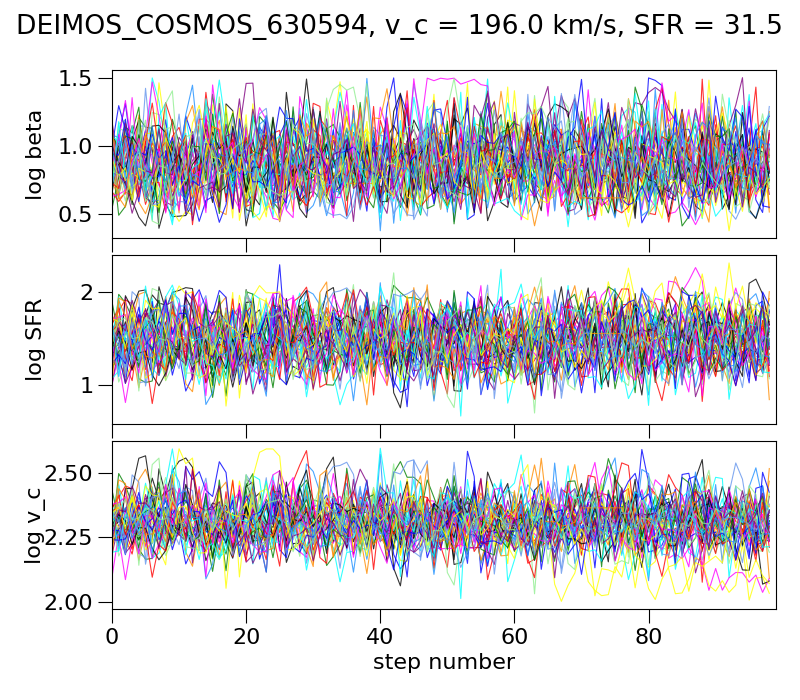 DEIMOS_COSMOS_630594, v_c = 196.0 km/s, SFR = 31.5
1.5
1.0
0.5
log beta
2
1
log SFR
2.50
2.25
2.00
log v_c
0 20 40 60 80
step number